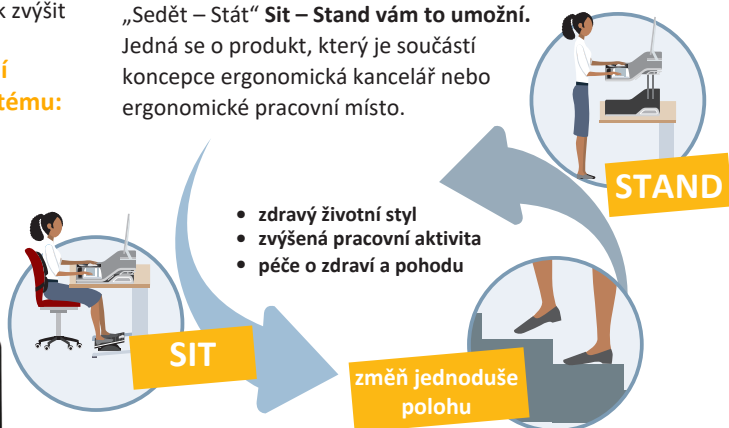 k zvýšit
í
tému:
„Sedět – Stát“ Sit – Stand vám to umožní.
Jedná se o produkt, který je součástí
koncepce ergonomická kancelář nebo
ergonomické pracovní místo.
STAND
• zdravý životní styl
• zvýšená pracovní aktivita
• péče o zdraví a pohodu
SIT
změň jednoduše
polohu